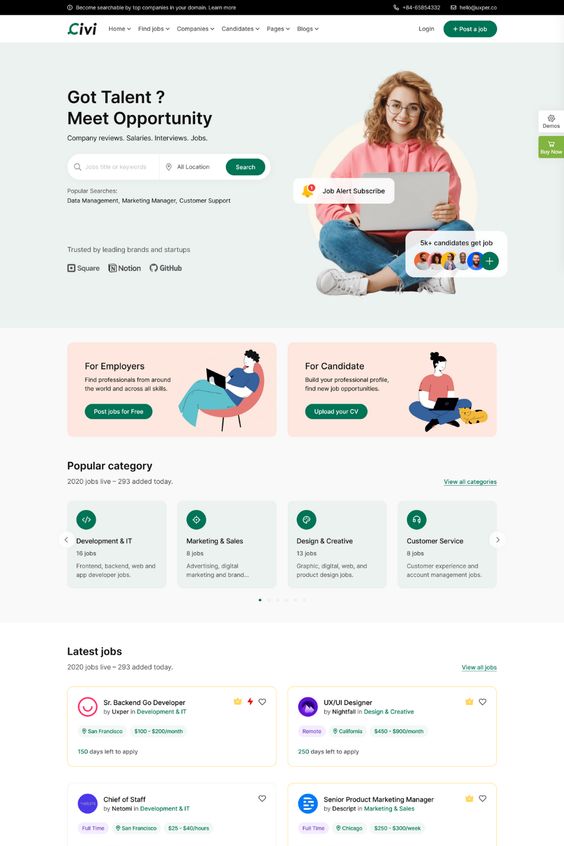 Become searchable by top companies in your domain. Learn more
+84-65854332
hello@uxper.co
Civi
Home
Find jobs
Companies
Candidates
Pages
Blogs
Login
+ Post a job
Got Talent ?
Meet Opportunity
Company reviews. Salaries. Interviews. Jobs.
Jobs title or keywords
All Location
Search
Popular Searches:
Data Management, Marketing Manager, Customer Support
Trusted by leading brands and startups
Square
Notion
GitHub
1
Job Alert Subscribe
5k+ candidates get job
Demos
Buy Now
For Employers
Find professionals from around
the world and across all skills.
Post jobs for Free
For Candidate
Build your professional profile,
find new job opportunities.
Upload your CV
Popular category
2020 jobs live – 293 added today.
View all categories
Development & IT
16 jobs
Frontend, backend, web and
app developer jobs.
Marketing & Sales
8 jobs
Advertising, digital
marketing and brand...
Design & Creative
13 jobs
Graphic, digital, web, and
product design jobs.
Customer Service
8 jobs
Customer experience and
account management jobs.
Latest jobs
2020 jobs live – 293 added today.
View all jobs
Sr. Backend Go Developer
by Uxper in Development & IT
San Francisco
$100 - $200/month
150 days left to apply
UX/UI Designer
by Nightfall in Design & Creative
Remote
California
$450 - $900/month
250 days left to apply
Chief of Staff
by Netomi in Development & IT
Full Time
San Francisco
$25 - $40/hours
Senior Product Marketing Manager
by Descript in Marketing & Sales
Full Time
Chicago
$250 - $300/week